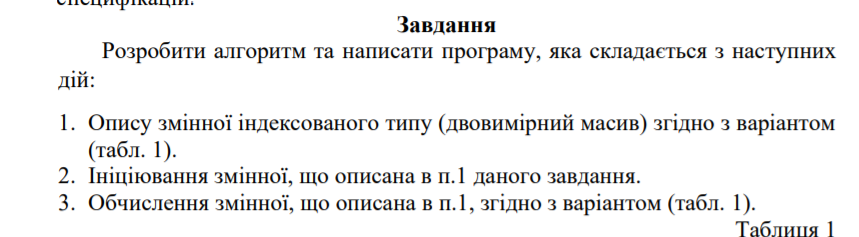 специфікацій.
Завдання
Розробити алгоритм та написати програму, яка складається з наступних
дій:
1. Опису змінної індексованого типу (двовимірний масив) згідно з варіантом
(табл. 1).
2. Ініціювання змінної, що описана в п.1 даного завдання.
3. Обчислення змінної, що описана в п.1, згідно з варіантом (табл. 1).
Таблиця 1